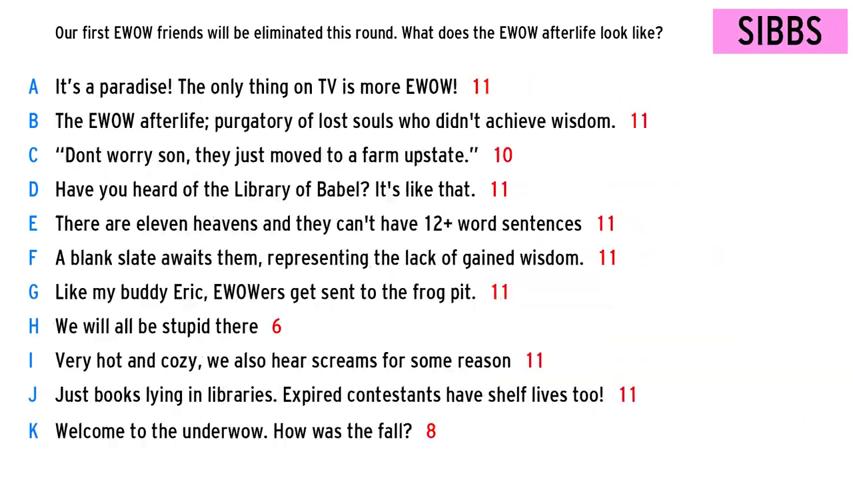 Our first EWOW friends will be eliminated this round. What does the EWOW afterlife look like?
SIBBS
A It's a paradise! The only thing on TV is more EWOW! 11
B The EWOW afterlife; purgatory of lost souls who didn't achieve wisdom. 11
C “Dont worry son, they just moved to a farm upstate.” 10
D Have you heard of the Library of Babel? It's like that. 11
E There are eleven heavens and they can't have 12+ word sentences 11
F A blank slate awaits them, representing the lack of gained wisdom. 11
G Like my buddy Eric, EWOWers get sent to the frog pit. 11
H We will all be stupid there 6
I Very hot and cozy, we also hear screams for some reason 11
J Just books lying in libraries. Expired contestants have shelf lives too! 11
K Welcome to the underwow. How was the fall? 8